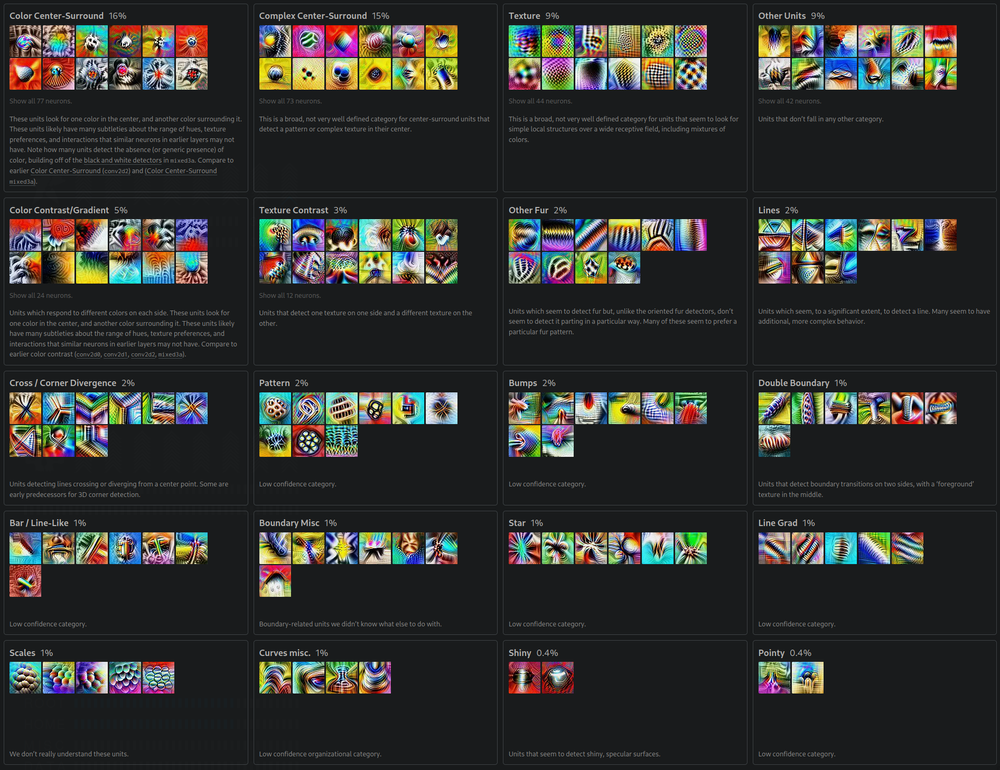 Color Center-Surround 16%
Show all 77 neurons.
These units look for one color in the center, and another color surrounding it.
These units likely have many subtleties about the range of hues, texture
preferences, and interactions that similar neurons in earlier layers may not
have. Note how many units detect the absence (or generic presence) of
color, building off of the black and white detectors in mixed3a. Compare to
earlier Color Center-Surround (conv2d2) and (Color Center-Surround
mixed3a).
Complex Center-Surround 15%
Show all 73 neurons.
This is a broad, not very well defined category for center-surround units that
detect a pattern or complex texture in their center.
Texture 9%
Show all 44 neurons.
This is a broad, not very well defined category for units that seem to look for
simple local structures over a wide receptive field, including mixtures of
colors.
Other Units 9%
Show all 42 neurons.
Units that don't fall in any other category.
Color Contrast/Gradient 5%
Show all 24 neurons.
Units which respond to different colors on each side. These units look for
one color in the center, and another color surrounding it. These units likely
have many subtleties about the range of hues, texture preferences, and
interactions that similar neurons in earlier layers may not have. Compare to
earlier color contrast (conv2d0, conv2d1, conv2d2, mixed3a).
Texture Contrast 3%
Show all 12 neurons.
Units that detect one texture on one side and a different texture on the
other.
Other Fur 2%
Units which seem to detect fur but, unlike the oriented fur detectors, don't
seem to detect it parting in a particular way. Many of these seem to prefer a
particular fur pattern.
Lines 2%
Units which seem, to a significant extent, to detect a line. Many seem to have
additional, more complex behavior.
Cross / Corner Divergence 2%
Units detecting lines crossing or diverging from a center point. Some are
early predecessors for 3D corner detection.
Pattern 2%
Low confidence category.
Bumps 2%
Low confidence category.
Double Boundary 1%
Units that detect boundary transitions on two sides, with a 'foreground'
texture in the middle.
Bar / Line-Like 1%
Low confidence category.
Boundary Misc 1%
Boundary-related units we didn't know what else to do with.
Star 1%
Low confidence category.
Line Grad 1%
Low confidence category.
Scales 1%
We don't really understand these units.
Curves misc. 1%
Low confidence organizational category.
Shiny 0.4%
Units that seem to detect shiny, specular surfaces.
Pointy 0.4%
Low confidence category.